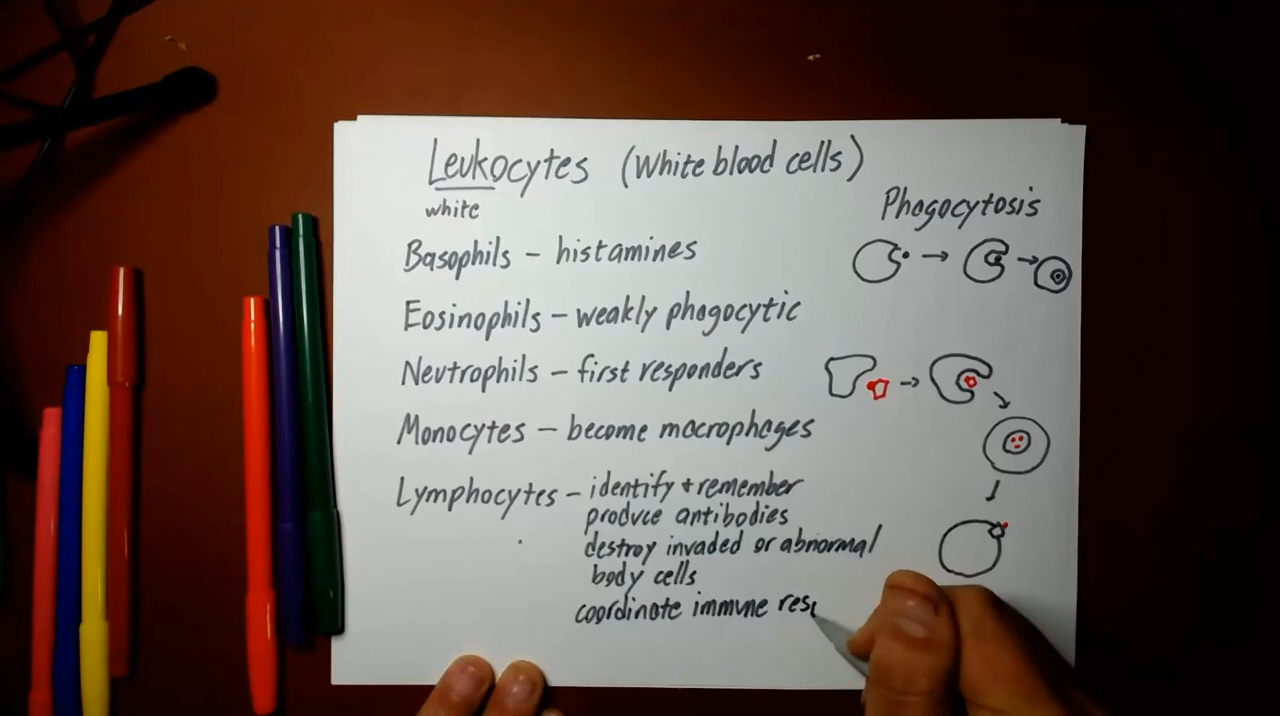 Leukocytes (White blood cells)
white
Phagocytosis
Basophils - histamines
Eosinophils - weakly phagocytic
Neutrophils - first responders
Monocytes - become macrophages
Lymphocytes - identify + remember
produce antibodies
destroy invaded or abnormal
body cells
coordinate immune